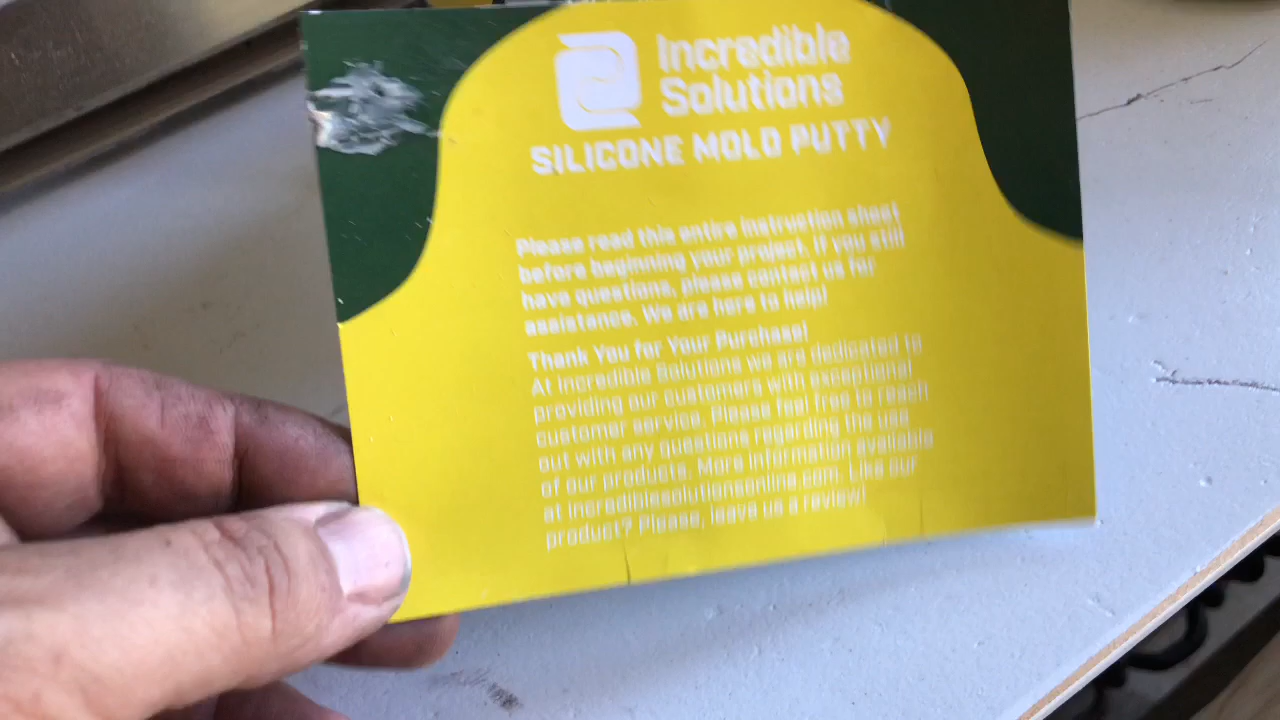 Incredible
Solutions
SILICONE MOLD PUTTY
Please read this entire instruction sheet
before beginning your project. If you still
have questions, please contact us for
assistance. We are here to help!
Thank You for Your Purchase!
At Incredible Solutions we are dedicated to
providing our customers with exceptional
customer service. Please feel free to reach
out with any questions regarding the use
of our products. More information available
at incrediblesolutionsonline.com. Like our
product? Please, leave us a review!